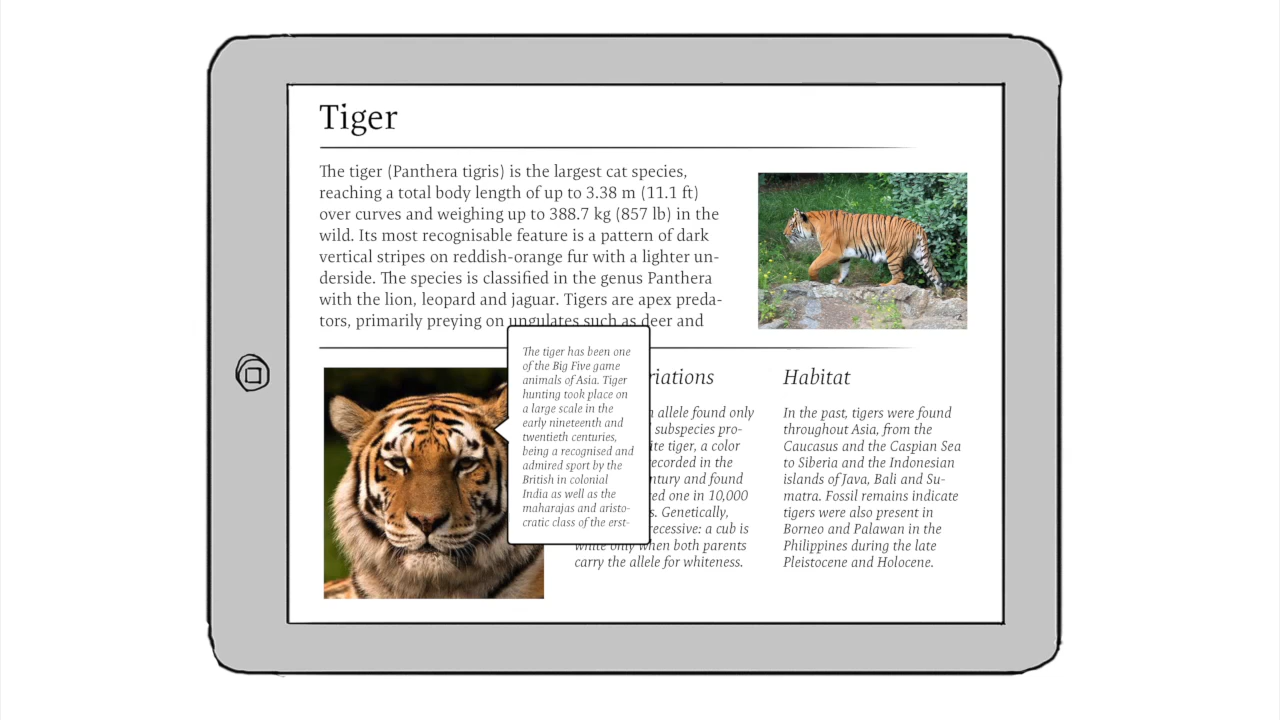 Tiger
The tiger (Panthera tigris) is the largest cat species,
reaching a total body length of up to 3.38 m (11.1 ft)
over curves and weighing up to 388.7 kg (857 lb) in the
wild. Its most recognisable feature is a pattern of dark
vertical stripes on reddish-orange fur with a lighter un-
derside. The species is classified in the genus Panthera
with the lion, leopard and jaguar. Tigers are apex preda-
tors, primarily preying on ungulates such as deer and
The tiger has been one
of the Big Five game
animals of Asia. Tiger
hunting took place on
a large scale in the
early nineteenth and
twentieth centuries,
being a recognised and
admired sport by the
British in colonial
India as well as the
maharajas and aristo-
cratic class of the erst-
riations
allele found only
subspecies pro-
ite tiger, a color
recorded in the
ntury and found
ed one in 10,000
s. Genetically,
recessive: a cub is
white only when both parents
carry the allele for whiteness.
Habitat
In the past, tigers were found
throughout Asia, from the
Caucasus and the Caspian Sea
to Siberia and the Indonesian
islands of Java, Bali and Su-
matra. Fossil remains indicate
tigers were also present in
Borneo and Palawan in the
Philippines during the late
Pleistocene and Holocene.